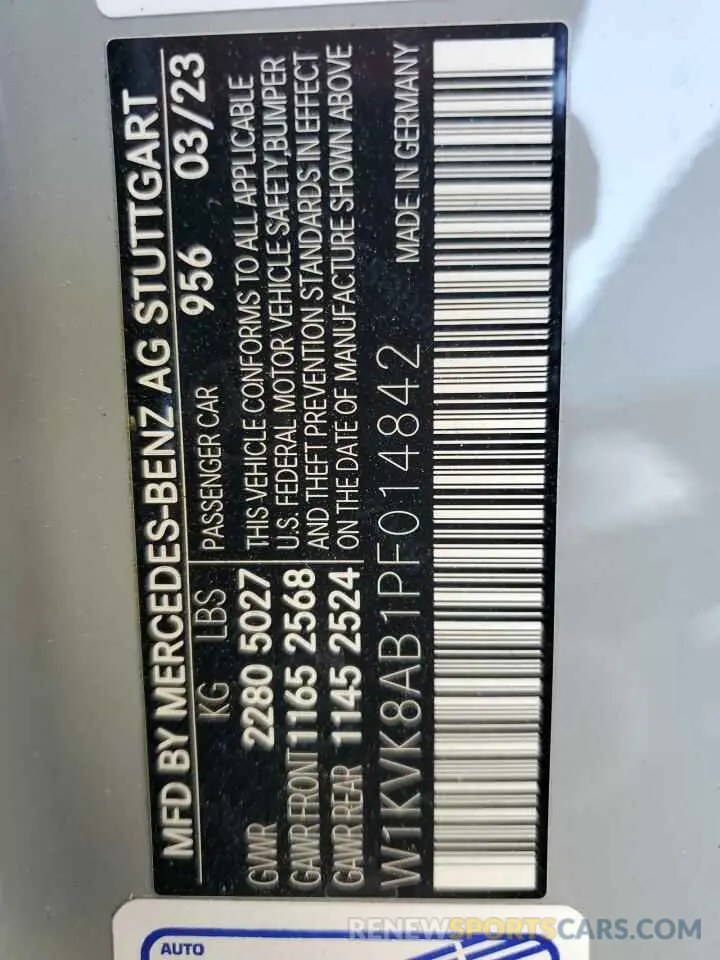 MFD BY MERCEDES-BENZ AG STUTTGART
KG LBS PASSENGER CAR 956 03/23
GVWR 2280 5027 THIS VEHICLE CONFORMS TO ALL APPLICABLE
GAWR FRONT 1165 2568 U.S. FEDERAL MOTOR VEHICLE SAFETY,BUMPER
AND THEFT PREVENTION STANDARDS IN EFFECT
GAWR REAR 1145 2524 ON THE DATE OF MANUFACTURE SHOWN ABOVE
W1KVK8AB1PF014842 MADE IN GERMANY
AUTO
RENEWSPORTSCARS.COM